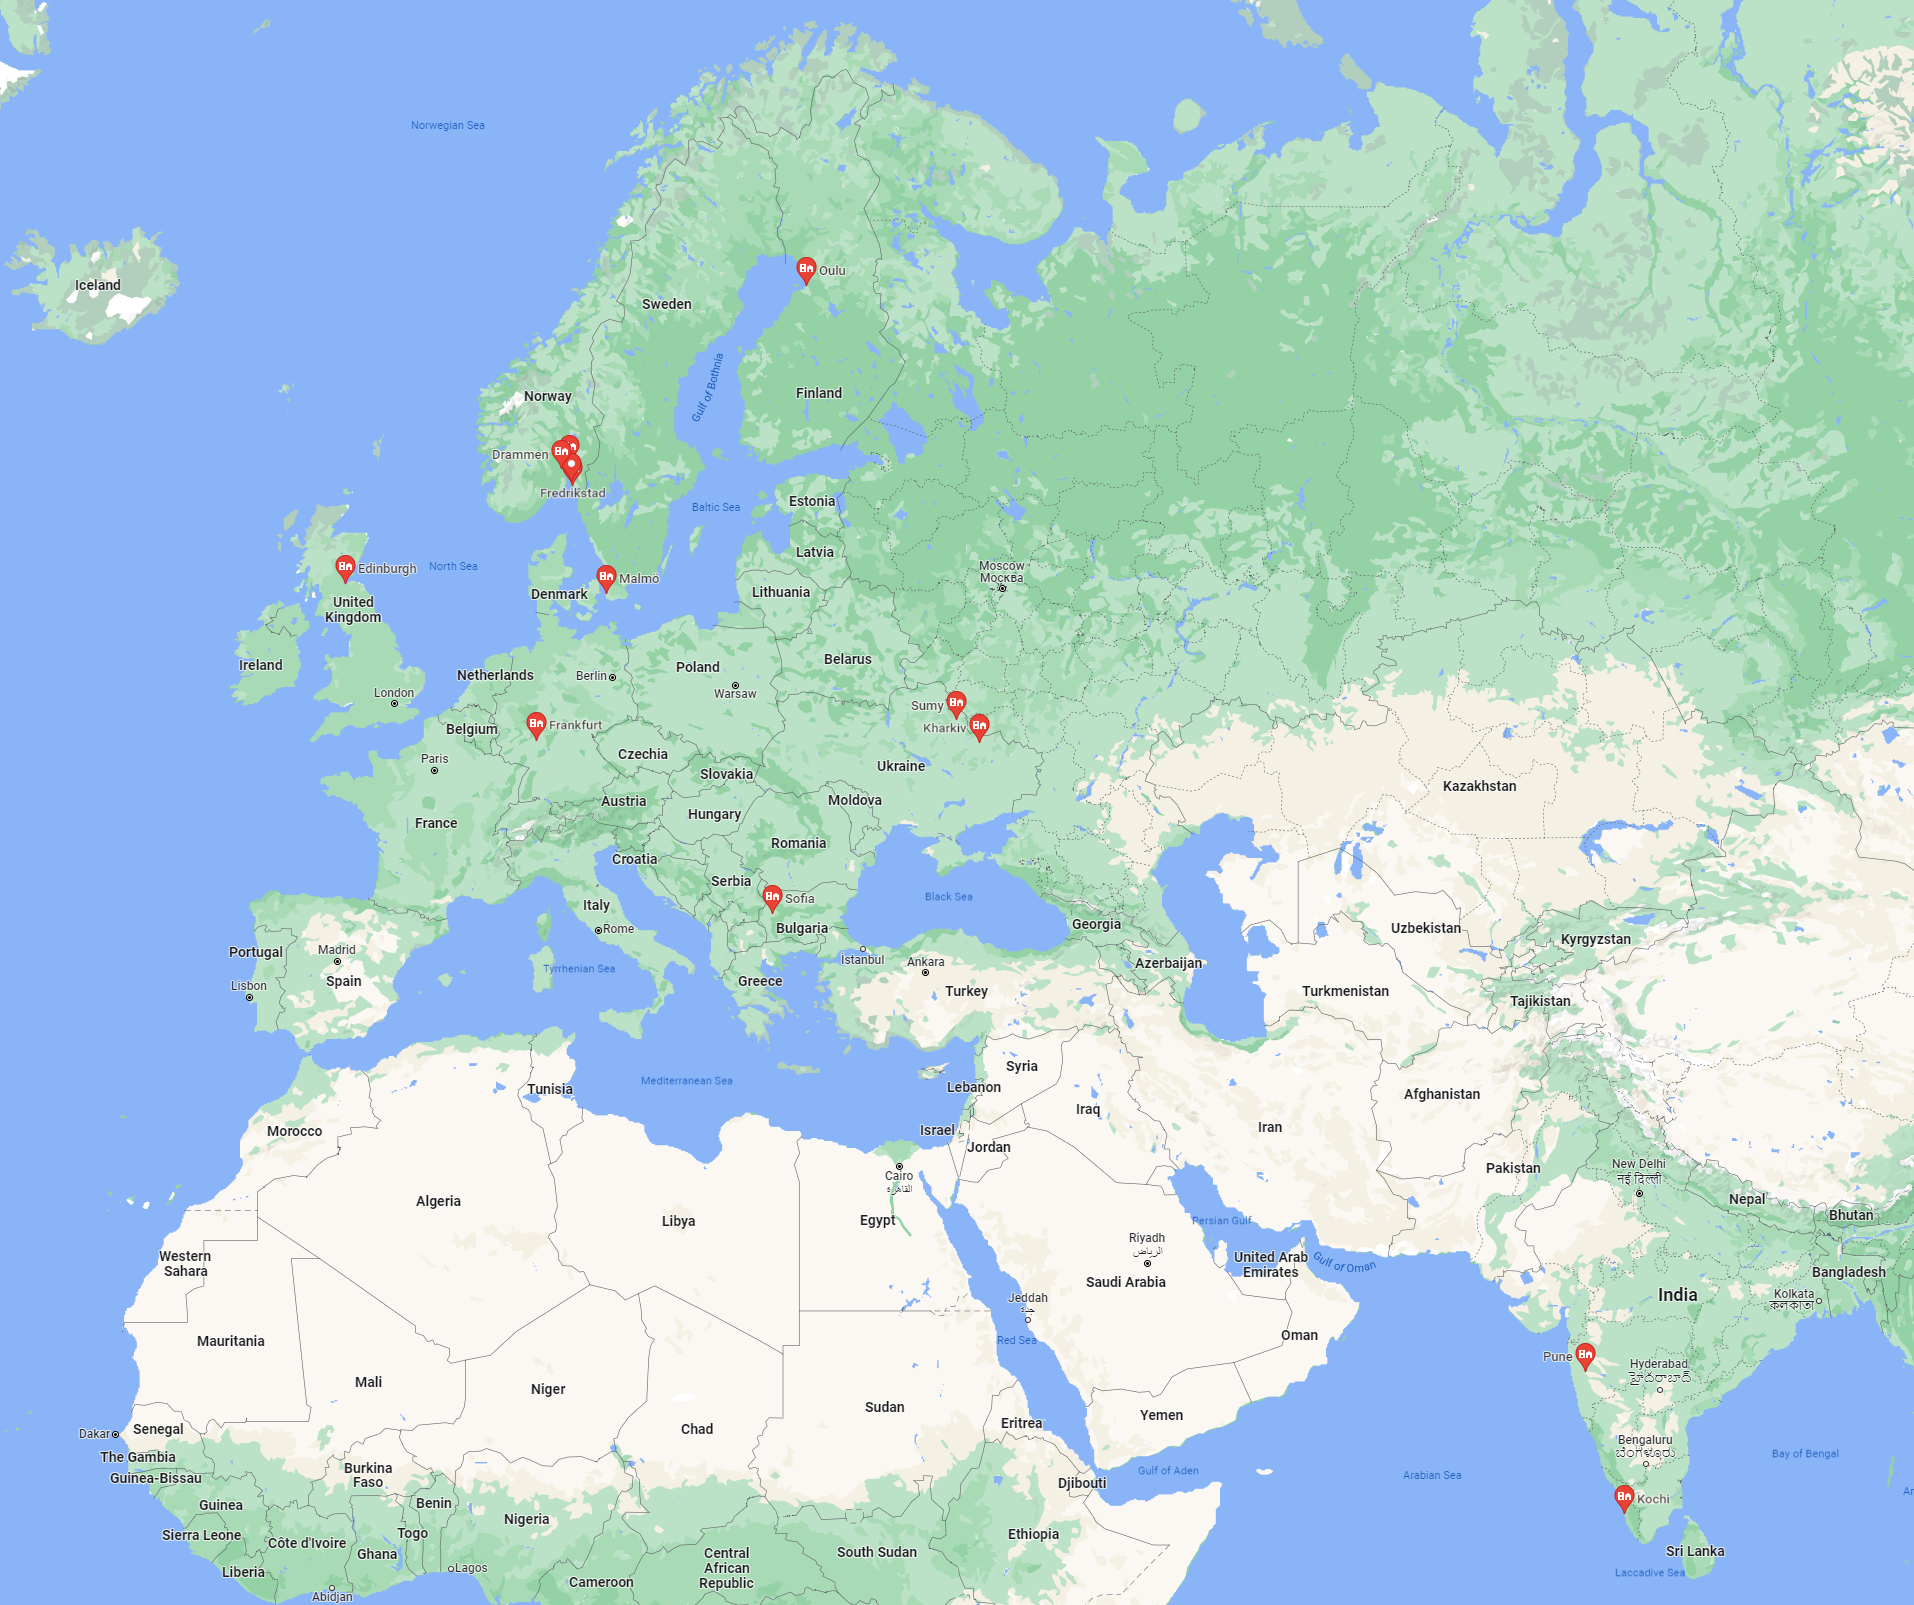 Norwegian Sea
Iceland
Oulu
Sweden
Gulf of Bothnia
Finland
Norway
Drammen
Fredrikstad
Estonia
Baltic Sea
Latvia
Edinburgh
North Sea
Malmö
Denmark
Lithuania
Moscow
Москва
United
Kingdom
Ireland
Netherlands
Berlin
Poland
Warsaw
Belarus
London
Belgium
Frankfurt
Sumy
Kharkiv
Paris
Czechia
Slovakia
Ukraine
Austria
Hungary
Moldova
Kazakhstan
France
Romania
Croatia
Serbia
Sofia
Black Sea
Italy
Rome
Bulgaria
Georgia
Uzbekistan
Kyrgyzstan
Portugal
Madrid
Spain
Lisbon
Tyrrhenian Sea
Greece
Istanbul
Ankara
Turkey
Azerbaijan
Turkmenistan
Tajikistan
Syria
Mediterranean Sea
Lebanon
Tunisia
Iraq
Afghanistan
Morocco
Israel
Jordan
Iran
Pakistan
New Delhi
नई दिल्ली
Cairo
القاهرة
Algeria
Libya
Egypt
Nepal
Bhutan
Persian Gulf
Riyadh
الرياض
Western
Sahara
United Arab
Emirates
Gulf of Oman
Saudi Arabia
Bangladesh
India
Kolkata
কলকাতা
Jeddah
جدة
Red Sea
Oman
Mauritania
Pune
Hyderabad
హైదరాబాద్
Mali
Niger
Sudan
Chad
Yemen
Eritrea
Dakar
Senegal
The Gambia
Guinea-Bissau
Burkina
Faso
Bengaluru
ಬೆಂಗಳೂರು
Bay of Bengal
Gulf of Aden
Arabian Sea
Djibouti
Guinea
Benin
Kochi
Nigeria
Sierra Leone
Togo
Côte d'Ivoire
Ghana
Ethiopia
South Sudan
Central
African
Republic
Sri Lanka
Laccadive Sea
Liberia
Lagos
Cameroon
Abidjan